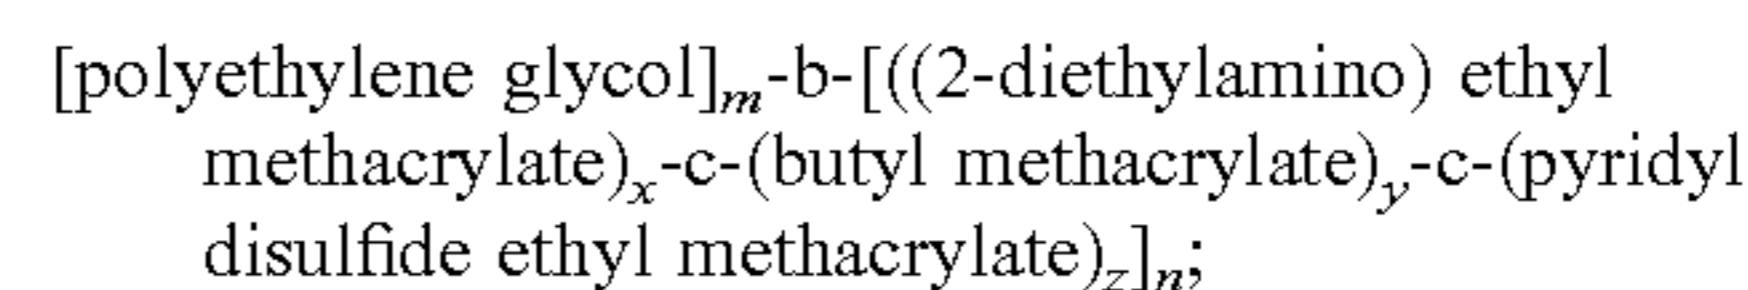 [polyethylene glycol]m-b-[((2-diethylamino) ethyl
methacrylate)x-c-(butyl methacrylate)y-c-(pyridyl
disulfide ethyl methacrylate)z]n;